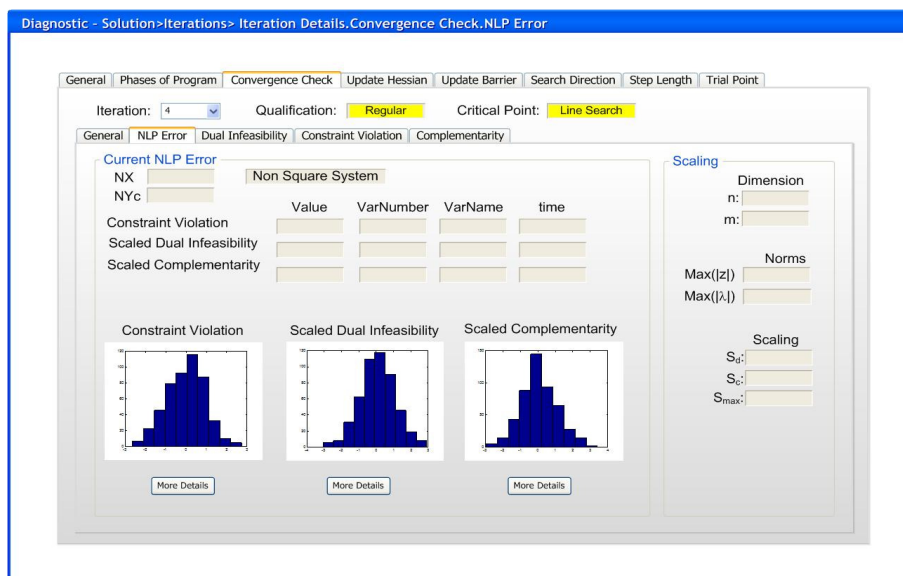 Diagnostic - Solution>Iterations> Iteration Details.Convergence Check.NLP Error
General Phases of Program Convergence Check Update Hessian Update Barrier Search Direction Step Length Trial Point
Iteration: 4 Qualification: Regular Critical Point: Line Search
General NLP Error Dual Infeasibility Constraint Violation Complementarity
Current NLP Error
NX Non Square System
NYc
Value VarNumber VarName time
Constraint Violation
Scaled Dual Infeasibility
Scaled Complementarity
Constraint Violation Scaled Dual Infeasibility Scaled Complementarity
More Details More Details More Details
Scaling
Dimension
n:
m:
Norms
Max(|z|)
Max(|λ|)
Scaling
Sd:
Sc:
Smax: